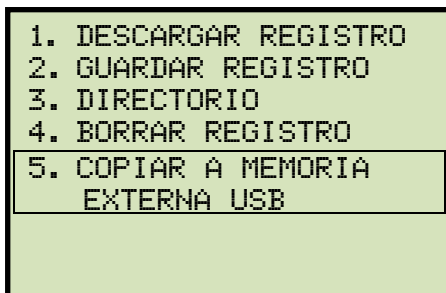 1. DESCARGAR REGISTRO
2. GUARDAR REGISTRO
3. DIRECTORIO
4. BORRAR REGISTRO
5. COPIAR A MEMORIA
EXTERNA USB